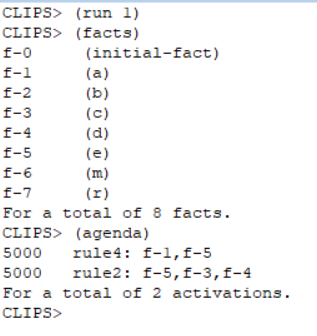 CLIPS> (run 1)
CLIPS> (facts)
f-0     (initial-fact)
f-1     (a)
f-2     (b)
f-3     (c)
f-4     (d)
f-5     (e)
f-6     (m)
f-7     (r)
For a total of 8 facts.
CLIPS> (agenda)
5000   rule4: f-1,f-5
5000   rule2: f-5,f-3,f-4
For a total of 2 activations.
CLIPS>